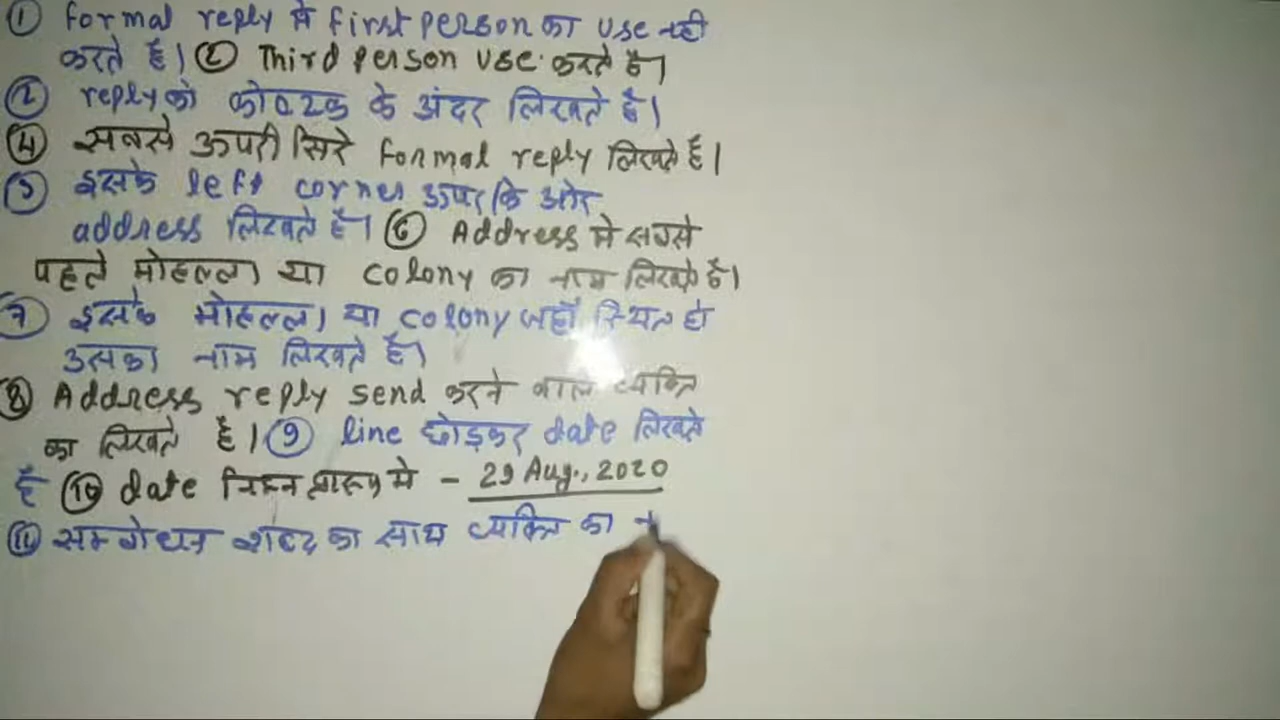 ① formal reply मे first person का use नही
करते है। ② Third person use करते है।
② reply को कोष्टक के अंदर लिखते है।
④ सबसे ऊपरी सिरे formal reply लिखते है।
⑤ इसके left corner ऊपर कि ओर
address लिखते है। ⑥ Address मे सबसे
पहले मोहल्ला या colony का नाम लिखते है।
7 इसके मोहल्ला या colony जहाँ स्थित हो
उसका नाम लिखते है।
⑧ Address reply send करने वाले व्यक्ति
का लिखते है। ⑨ line छोड़कर date लिखते
है ⑩ date निम्न प्रारूप मे - 29 Aug., 2020
⑪ सम्बोधन शब्द का साथ व्यक्ति का